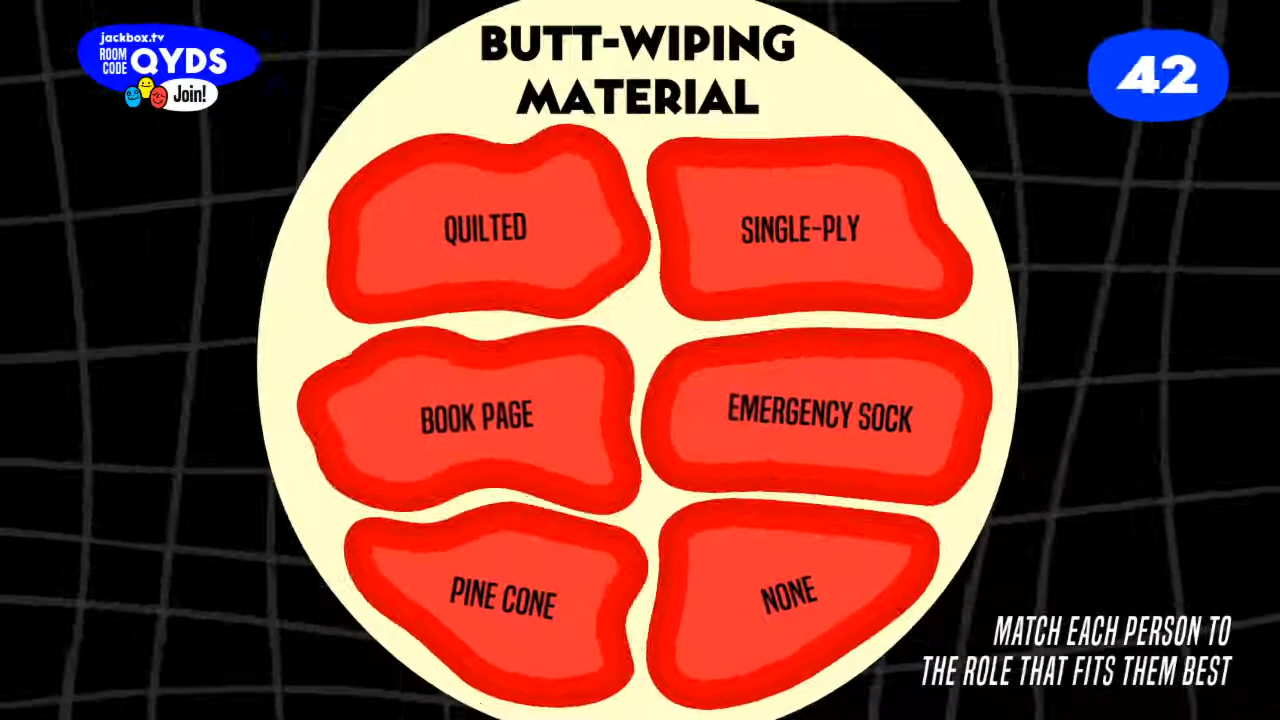 jackbox.tv
ROOM CODE QYDS
Join!
42
BUTT-WIPING
MATERIAL
QUILTED
SINGLE-PLY
BOOK PAGE
EMERGENCY SOCK
PINE CONE
NONE
MATCH EACH PERSON TO
THE ROLE THAT FITS THEM BEST